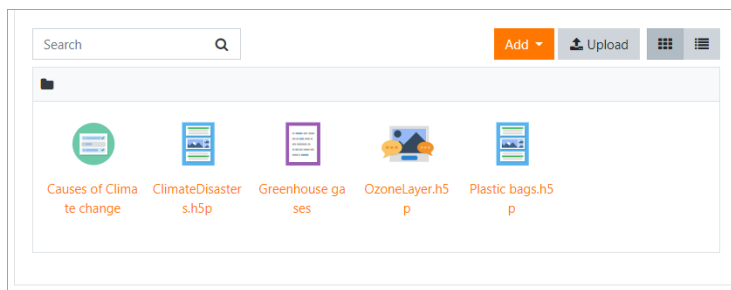 Search
Add
Upload
Causes of Clima
te change
ClimateDisaster
s.h5p
Greenhouse ga
ses
OzoneLayer.h5
p
Plastic bags.h5
p